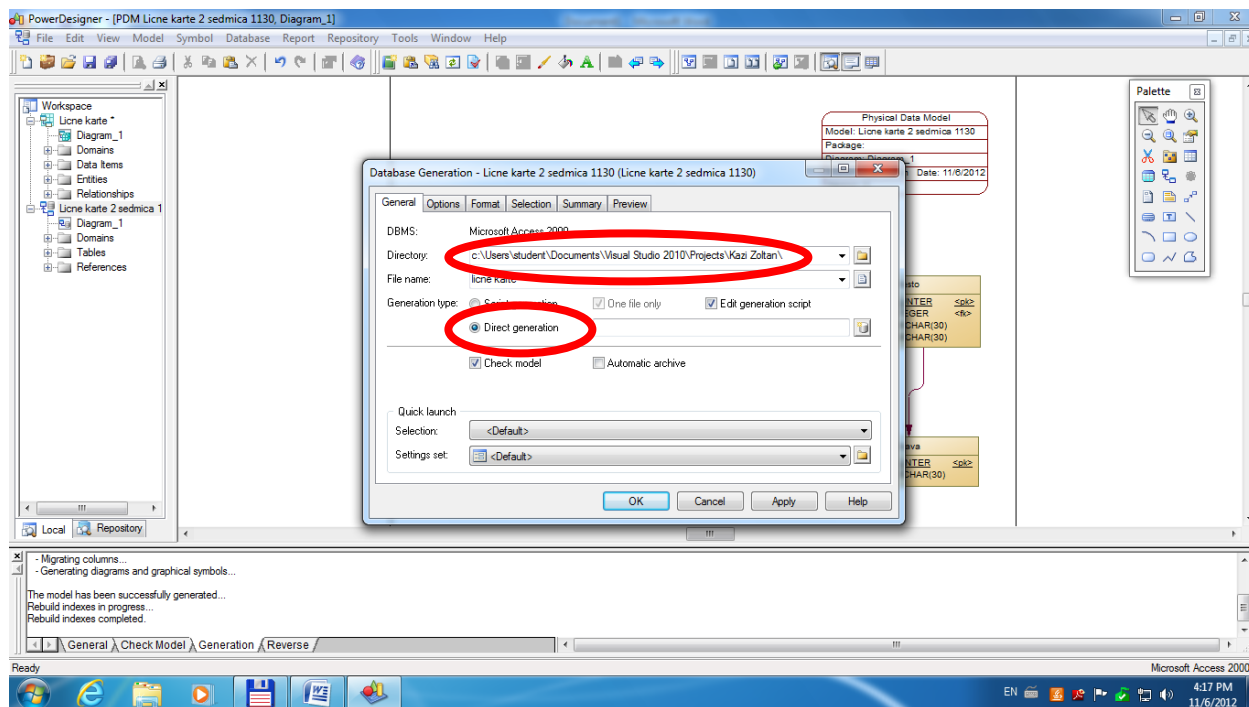 PowerDesigner - [PDM Licne karte 2 sedmica 1130, Diagram_1]
File Edit View Model Symbol Database Report Repository Tools Window Help
Workspace
Licne karte *
Diagram_1
Domains
Data Items
Entities
Relationships
Licne karte 2 sedmica 1
Diagram_1
Domains
Tables
References
Local Repository
Physical Data Model
Model: Licne karte 2 sedmica 1130
Package:
Date: 11/6/2012
Palette
Database Generation - Licne karte 2 sedmica 1130 (Licne karte 2 sedmica 1130)
General Options Format Selection Summary Preview
DBMS: Microsoft Access 2000
Directory: c:\Users\student\Documents\Visual Studio 2010\Projects\Kazi Zoltan\
File name: licne karte
Generation type: Script generation One file only Edit generation script
Direct generation
Check model Automatic archive
Quick launch
Selection: <Default>
Settings set: <Default>
OK Cancel Apply Help
<pk>
<fk>
CHAR(30)
CHAR(30)
<pk>
CHAR(30)
- Migrating columns...
- Generating diagrams and graphical symbols...
The model has been successfully generated...
Rebuild indexes in progress...
Rebuild indexes completed.
General Check Model Generation Reverse
Ready
Microsoft Access 2000
EN
4:17 PM
11/6/2012